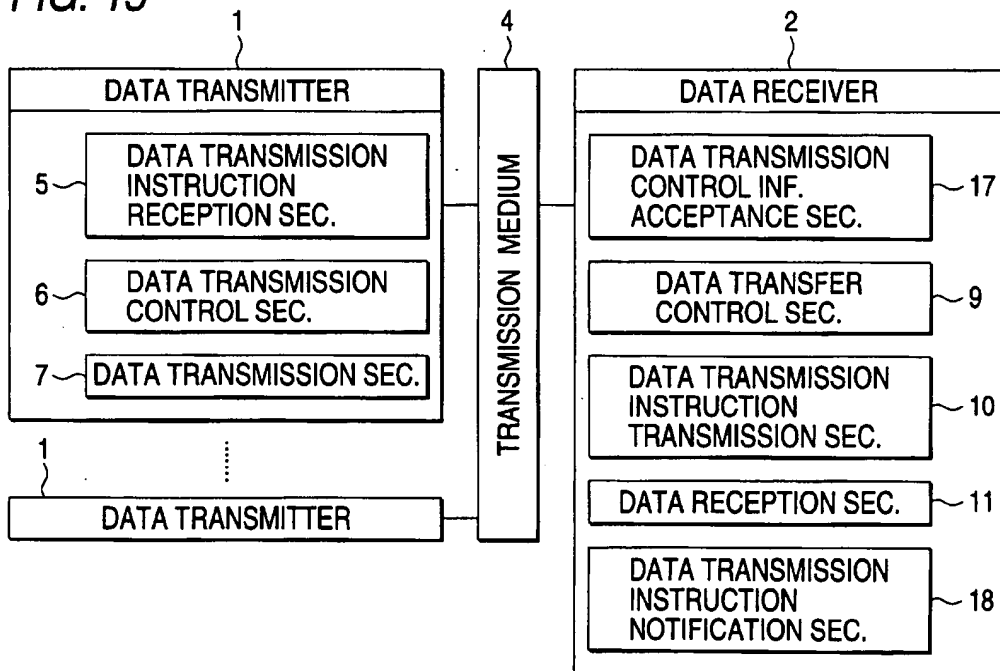 FIG. 19
1
DATA TRANSMITTER
5
DATA TRANSMISSION
INSTRUCTION
RECEPTION SEC.
6
DATA TRANSMISSION
CONTROL SEC.
7
DATA TRANSMISSION SEC.
1
DATA TRANSMITTER
4
TRANSMISSION MEDIUM
2
DATA RECEIVER
DATA TRANSMISSION
CONTROL INF.
ACCEPTANCE SEC.
17
DATA TRANSFER
CONTROL SEC.
9
DATA TRANSMISSION
INSTRUCTION
TRANSMISSION SEC.
10
DATA RECEPTION SEC.
11
DATA TRANSMISSION
INSTRUCTION
NOTIFICATION SEC.
18